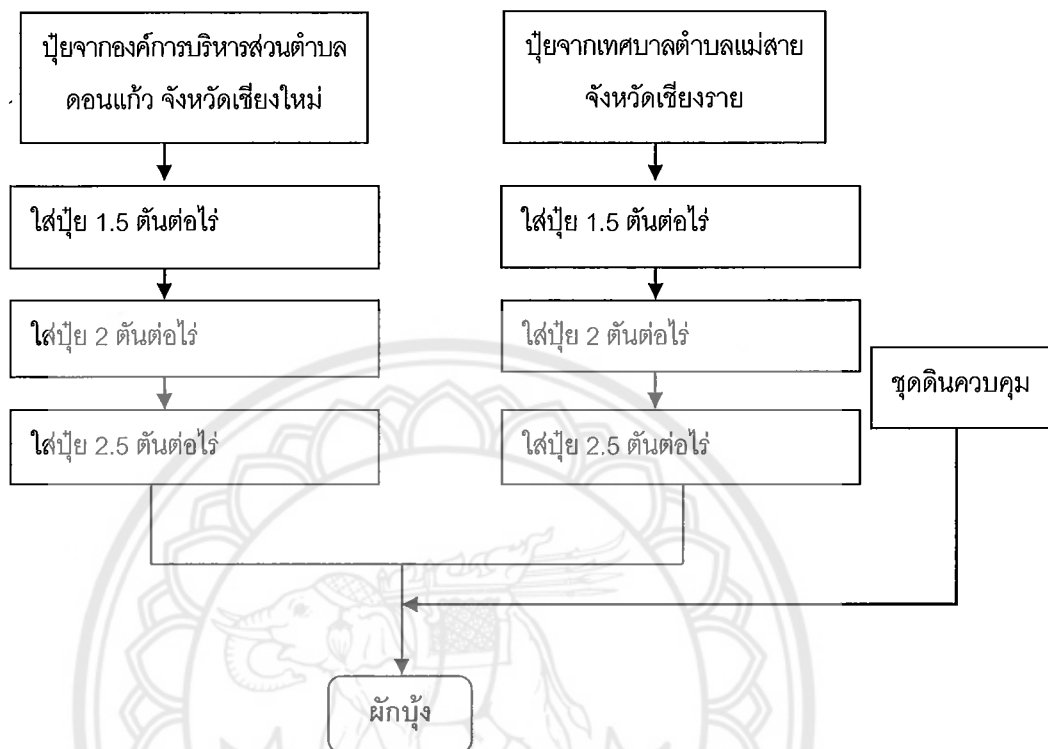 ปุ๋ยจากองค์การบริหารส่วนตำบล
ดอนแก้ว จังหวัดเชียงใหม่
ปุ๋ยจากเทศบาลตำบลแม่สาย
จังหวัดเชียงราย
ใส่ปุ๋ย 1.5 ตันต่อไร่
ใส่ปุ๋ย 1.5 ตันต่อไร่
ใส่ปุ๋ย 2 ตันต่อไร่
ใส่ปุ๋ย 2 ตันต่อไร่
ชุดดินควบคุม
ใส่ปุ๋ย 2.5 ตันต่อไร่
ใส่ปุ๋ย 2.5 ตันต่อไร่
ผักบุ้ง